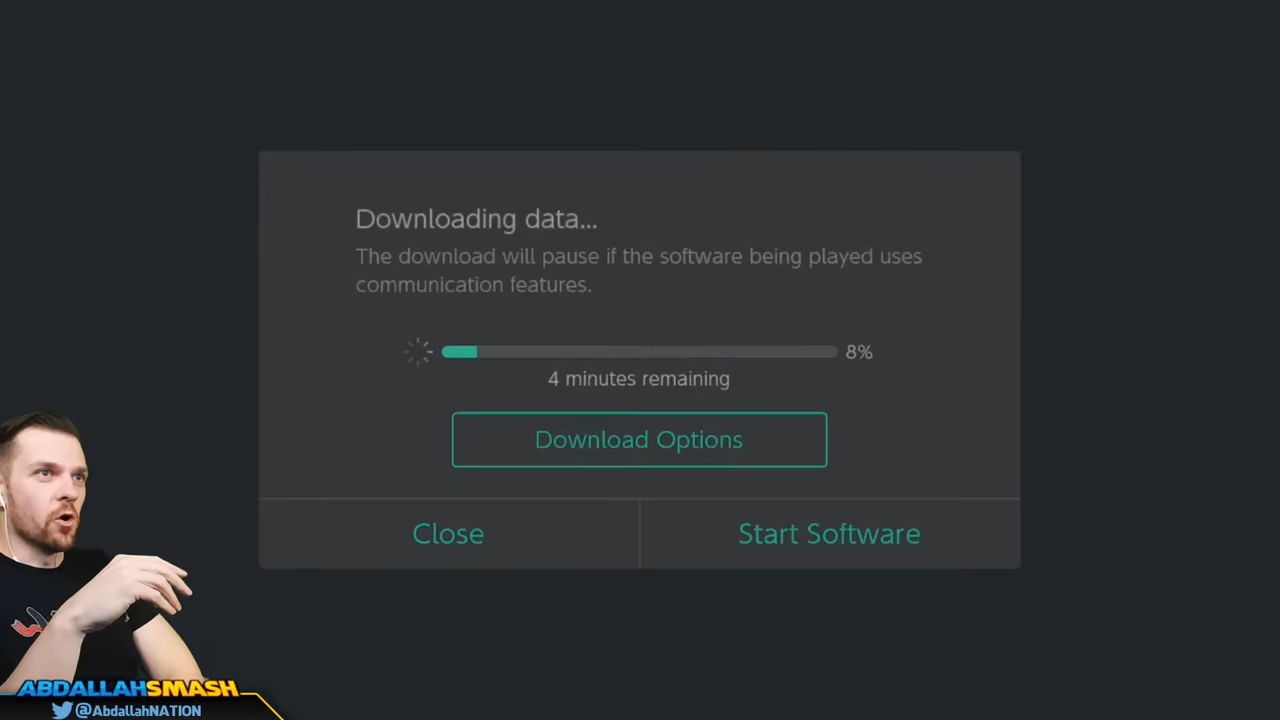 Downloading data...
The download will pause if the software being played uses
communication features.
8%
4 minutes remaining
Download Options
Close
Start Software
ABDALLAHSMASH
@AbdallahNATION